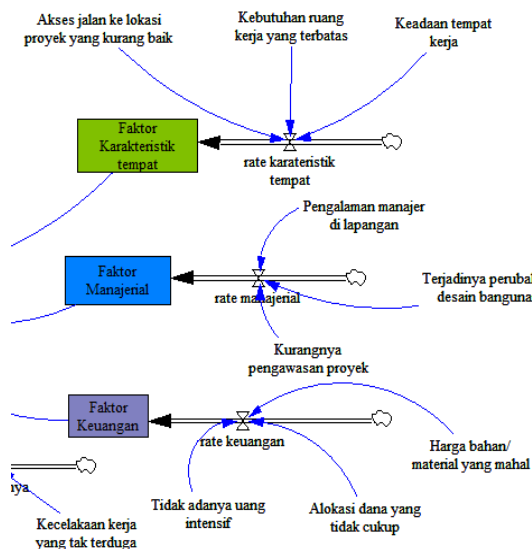 Akses jalan ke lokasi
proyek yang kurang baik
Kebutuhan ruang
kerja yang terbatas
Keadaan tempat
kerja
Faktor
Karakteristik
tempat
rate karateristik
tempat
Pengalaman manajer
di lapangan
Faktor
Manajerial
rate manajerial
Terjadinya perubal
desain banguna
Kurangnya
pengawasan proyek
Faktor
Keuangan
rate keuangan
Harga bahan/
material yang mahal
nya
Tidak adanya uang
intensif
Alokasi dana yang
tidak cukup
Kecelakaan kerja
yang tak terduga